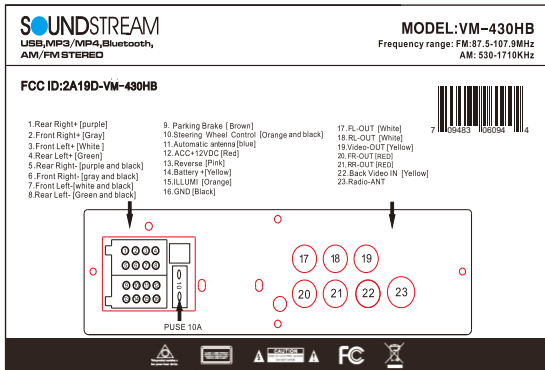 SOUNDSTREAM
USB,MP3/MP4,Bluetooth,
AM/FM STEREO
MODEL:VM-430HB
Frequency range: FM:87.5-107.9MHz
AM: 530-1710KHz
FCC ID:2A19D-VM-430HB
1.Rear Right+ [purple]
2.Front Right+ [Gray]
3.Front Left+ [White ]
4.Rear Left+ [Green]
5.Rear Right- [purple and black]
6.Front Right- [gray and black]
7.Front Left-[white and black]
8.Rear Left- [Green and black]
9. Parking Brake [ Brown]
10.Steering Wheel Control [Orange and black]
11.Automatic antenna[blue]
12. ACC+12VDC [Red]
13.Reverse [Pink]
14.Battery +[Yellow]
15.ILLUMI [Orange]
16.GND [Black]
17.FL-OUT [White]
18.RL-OUT [White]
19.Video-OUT [Yellow]
20.FR-OUT [RED]
21.RR-OUT [RED]
22.Back Video IN [Yellow]
23.Radio-ANT
7 09483 06094 4
17 18 19
20 21 22 23
10
PUSE 10A
CAUTION
FC